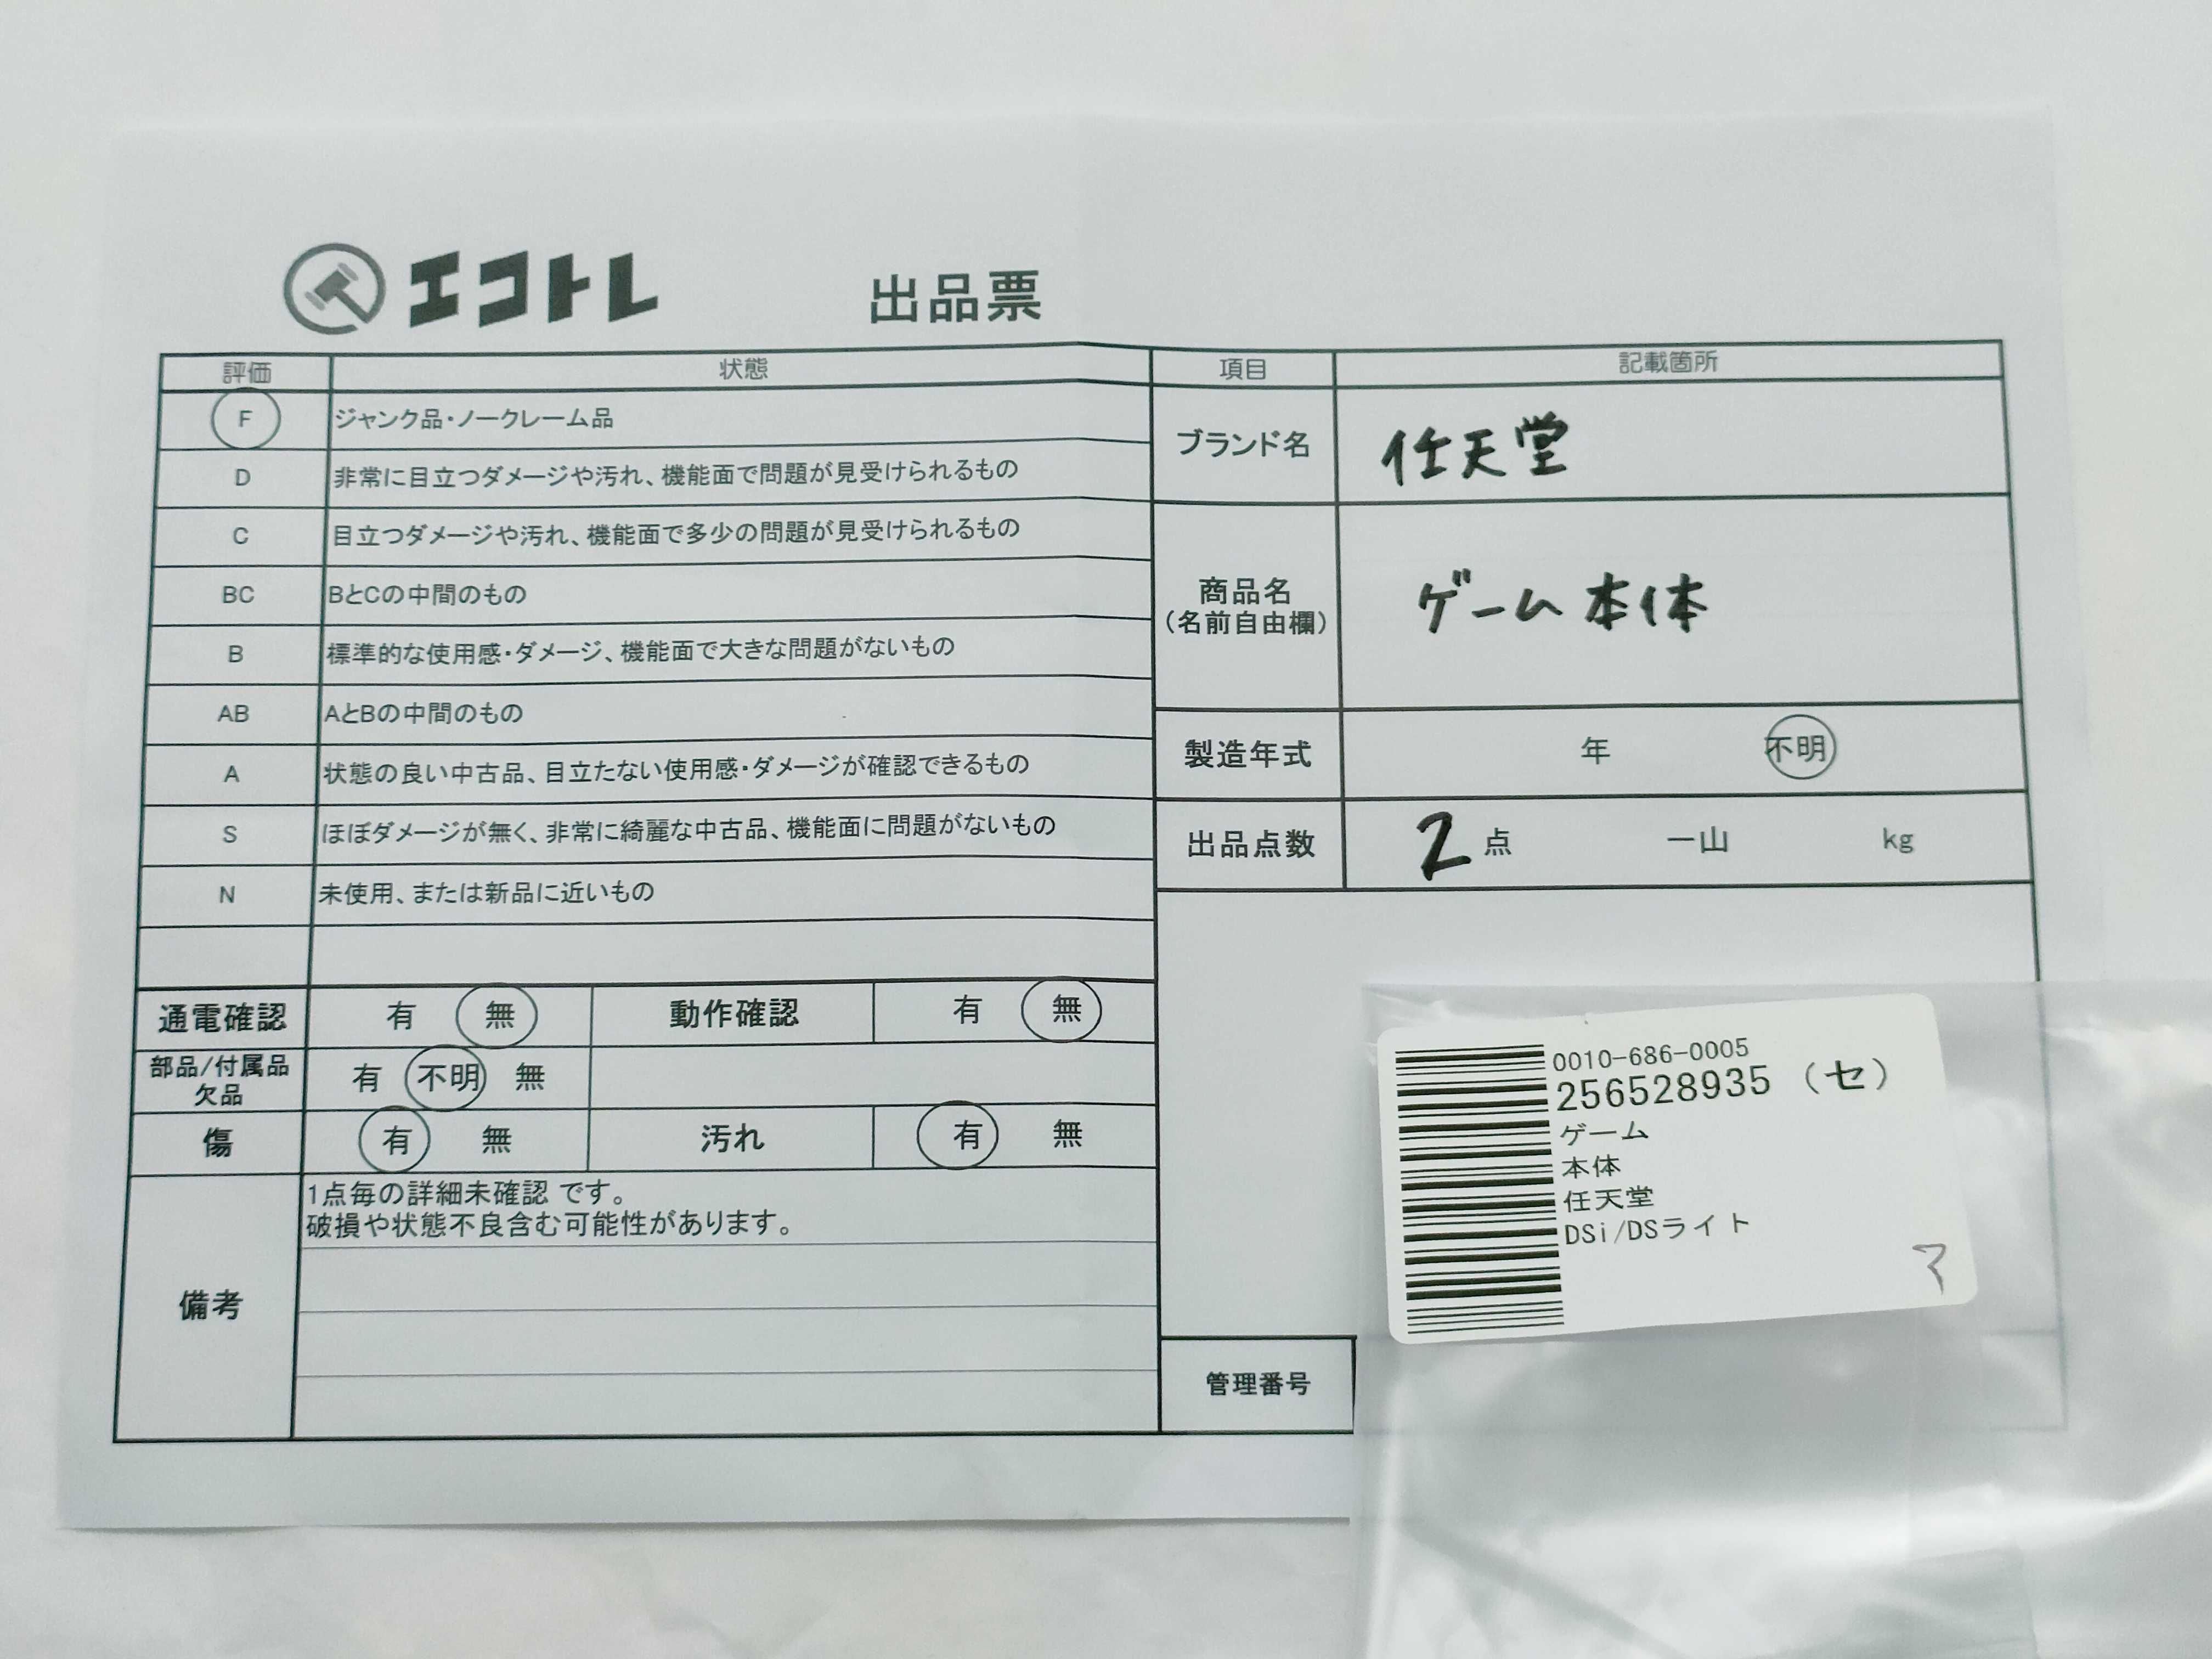 エコトレ
出品票
評価 状態
F ジャンク品・ノークレーム品
D 非常に目立つダメージや汚れ、機能面で問題が見受けられるもの
C 目立つダメージや汚れ、機能面で多少の問題が見受けられるもの
BC BとCの中間のもの
B 標準的な使用感・ダメージ、機能面で大きな問題がないもの
AB AとBの中間のもの
A 状態の良い中古品、目立たない使用感・ダメージが確認できるもの
S ほぼダメージが無く、非常に綺麗な中古品、機能面に問題がないもの
N 未使用、または新品に近いもの
通電確認 有 無 動作確認 有 無
部品/付属品
欠品
有 不明 無
傷 有 無 汚れ 有 無
備考
1点毎の詳細未確認 です。
破損や状態不良含む可能性があります。
項目 記載箇所
ブランド名 任天堂
商品名
(名前自由欄)
ゲーム本体
製造年式 年 不明
出品点数 2 点 一山 kg
管理番号
0010-686-0005
256528935 (セ)
ゲーム
本体
任天堂
DSi/DSライト